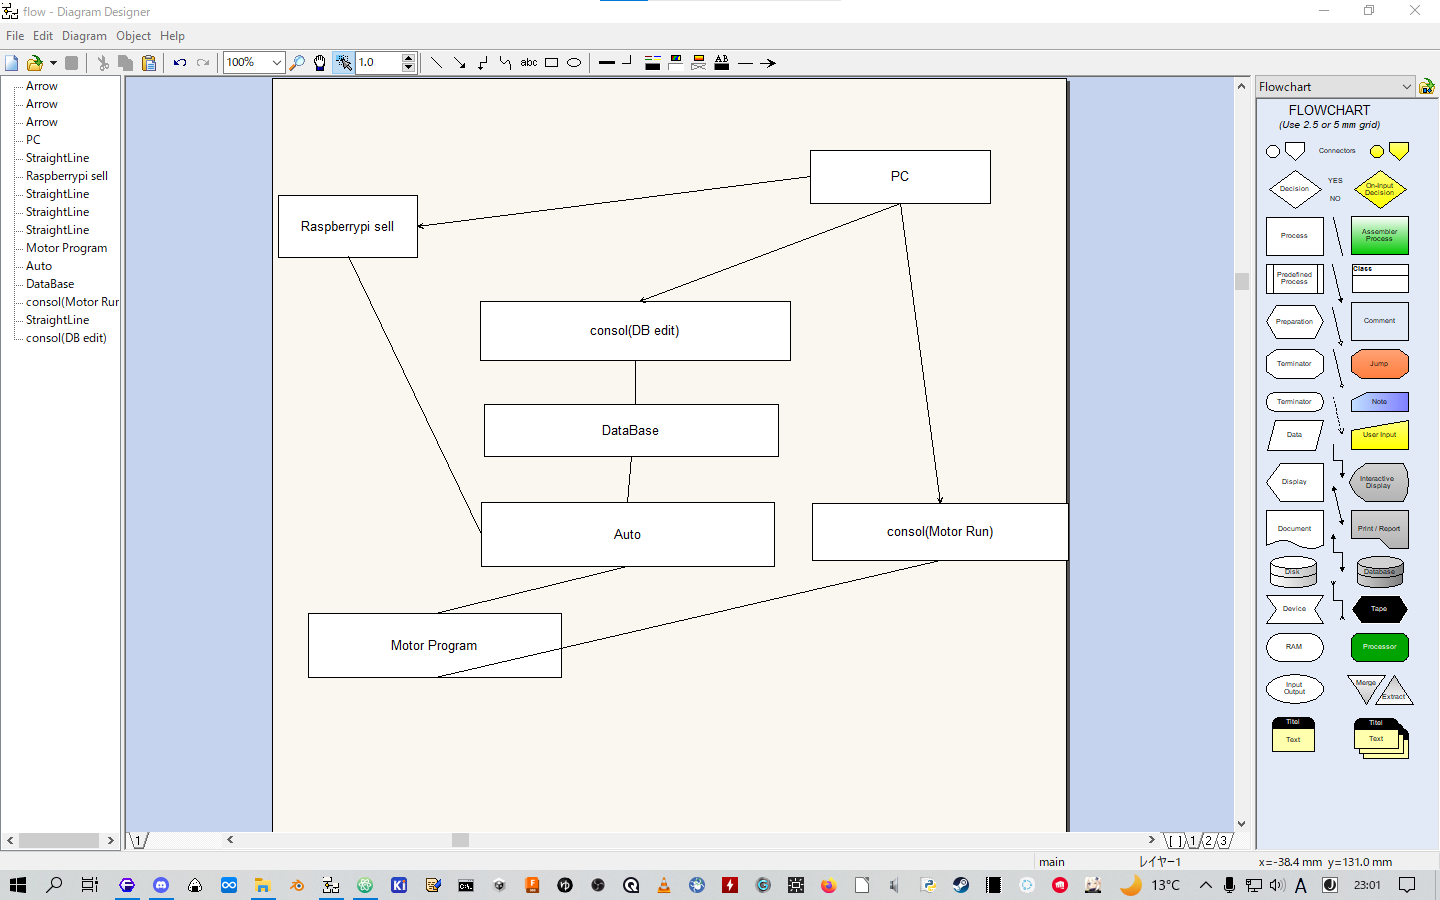 flow - Diagram Designer
File Edit Diagram Object Help
100%
1.0
abc
AB
Arrow
Arrow
Arrow
PC
StraightLine
Raspberrypi sell
StraightLine
StraightLine
StraightLine
Motor Program
Auto
DataBase
consol(Motor Rur
StraightLine
consol(DB edit)
PC
Raspberrypi sell
consol(DB edit)
DataBase
Auto
consol(Motor Run)
Motor Program
Flowchart
FLOWCHART
(Use 2.5 or 5 mm grid)
Connectors
Decision
YES
NO
On-Input
Decision
Process
Assembler
Process
Predefined
Process
Class
Preparation
Comment
Terminator
Jump
Terminator
Note
Data
User Input
Display
Interactive
Display
Document
Print / Report
Disk
Database
Device
Tape
RAM
Processor
Input
Output
Merge
Extract
Titel
Text
Titel
Text
1
[ ] 1 2 3
main
レイヤー1
x=-38.4 mm y=131.0 mm
Ki
13°C
A
23:01